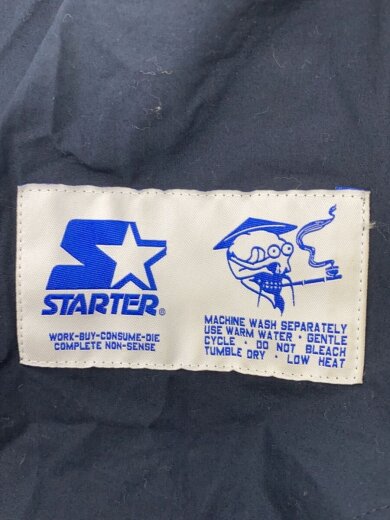 STARTER®
WORK-BUY-CONSUME-DIE
COMPLETE NON-SENSE
MACHINE WASH SEPARATELY
USE WARM WATER • GENTLE
CYCLE • DO NOT BLEACH
TUMBLE DRY • LOW HEAT